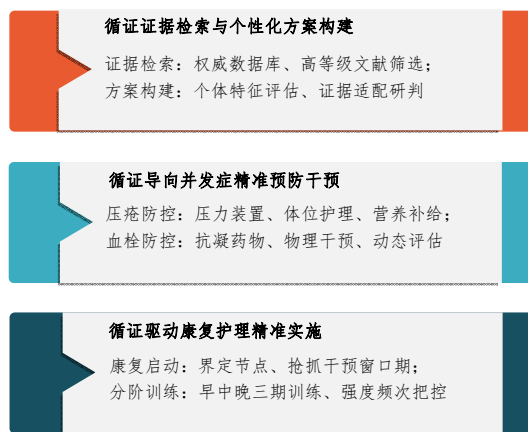 循证证据检索与个性化方案构建
证据检索：权威数据库、高等级文献筛选；
方案构建：个体特征评估、证据适配研判
循证导向并发症精准预防干预
压疮防控：压力装置、体位护理、营养补给；
血栓防控：抗凝药物、物理干预、动态评估
循证驱动康复护理精准实施
康复启动：界定节点、抢抓干预窗口期；
分阶训练：早中晚三期训练、强度频次把控